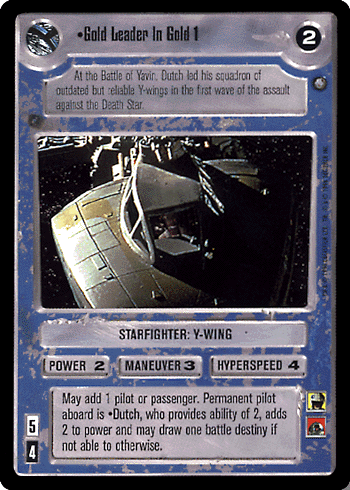 •Gold Leader In Gold 1
2
At the Battle of Yavin, Dutch led his squadron of
outdated but reliable Y-wings in the first wave of the assault
against the Death Star.
STARFIGHTER: Y-WING
POWER 2 MANEUVER 3 HYPERSPEED 4
May add 1 pilot or passenger. Permanent pilot
aboard is •Dutch, who provides ability of 2, adds
2 to power and may draw one battle destiny if
not able to otherwise.
5
4